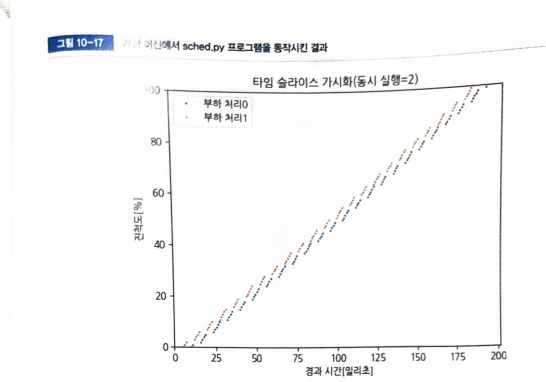 그림 10-17 가상 머신에서 sched.py 프로그램을 동작시킨 결과
타임 슬라이스 가시화(동시 실행=2)
부하 처리0
부하 처리1
진척도[%]
100
80
60
40
20
0
0 25 50 75 100 125 150 175 200
경과 시간[밀리초]